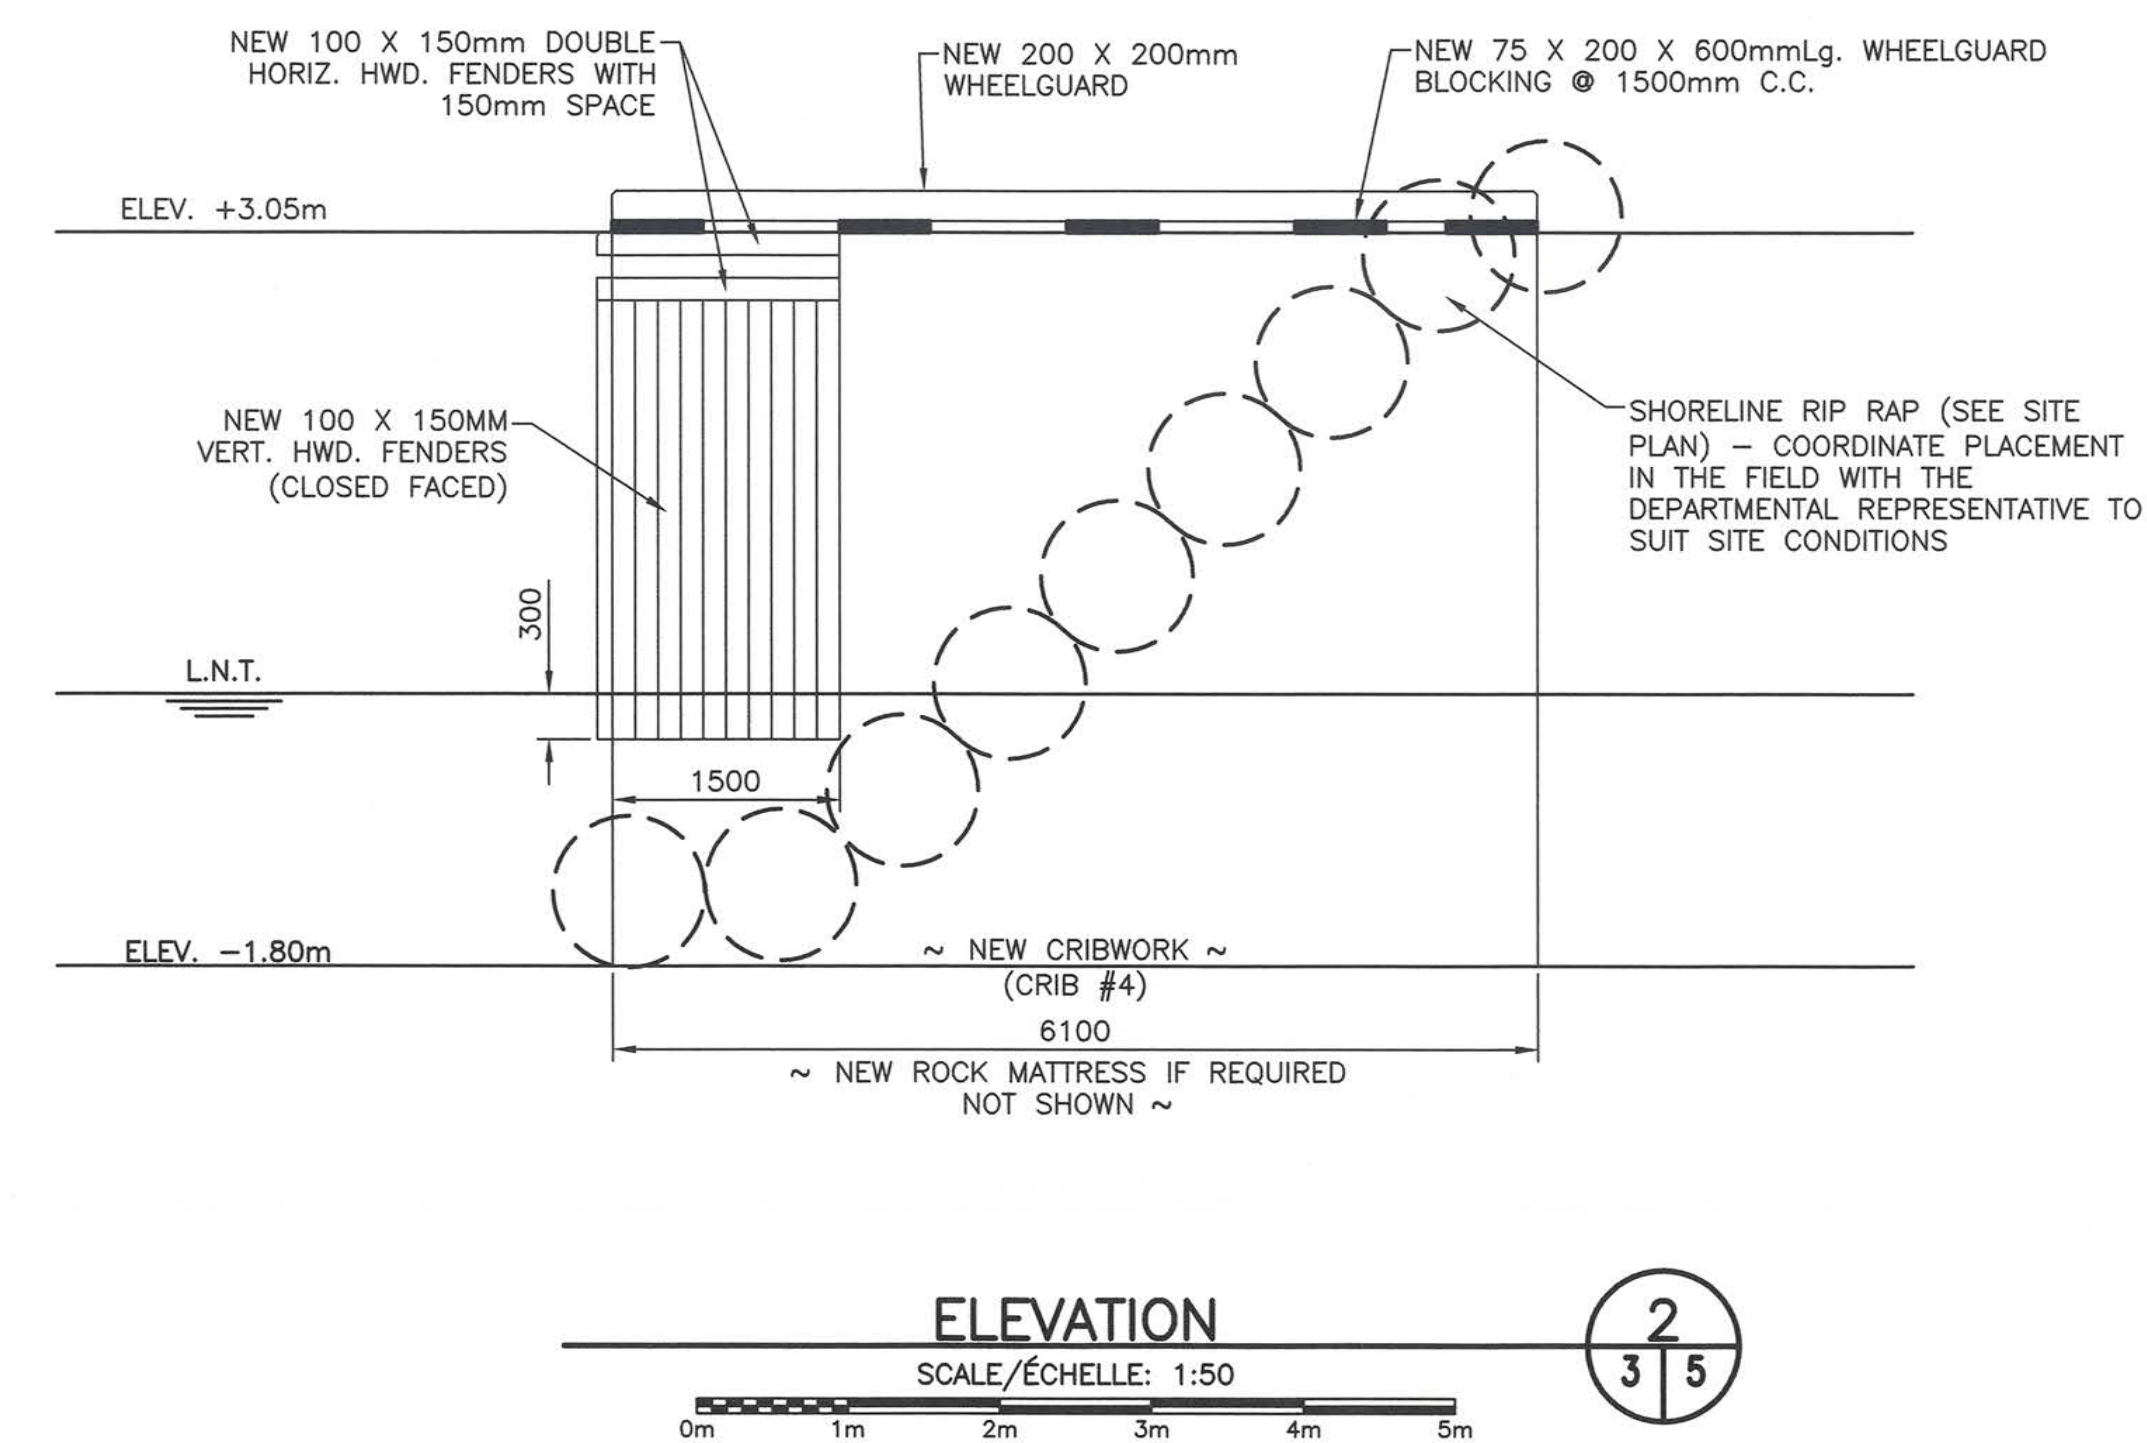 NEW 100 X 150mm DOUBLE
HORIZ. HWD. FENDERS WITH
150mm SPACE
NEW 200 X 200mm
WHEELGUARD
NEW 75 X 200 X 600mmLg. WHEELGUARD
BLOCKING @ 1500mm C.C.
ELEV. +3.05m
NEW 100 X 150MM
VERT. HWD. FENDERS
(CLOSED FACED)
SHORELINE RIP RAP (SEE SITE
PLAN) – COORDINATE PLACEMENT
IN THE FIELD WITH THE
DEPARTMENTAL REPRESENTATIVE TO
SUIT SITE CONDITIONS
300
L.N.T.
1500
ELEV. −1.80m
~ NEW CRIBWORK ~
(CRIB #4)
6100
~ NEW ROCK MATTRESS IF REQUIRED
NOT SHOWN ~
ELEVATION
SCALE/ÉCHELLE: 1:50
0m 1m 2m 3m 4m 5m
2
3 5